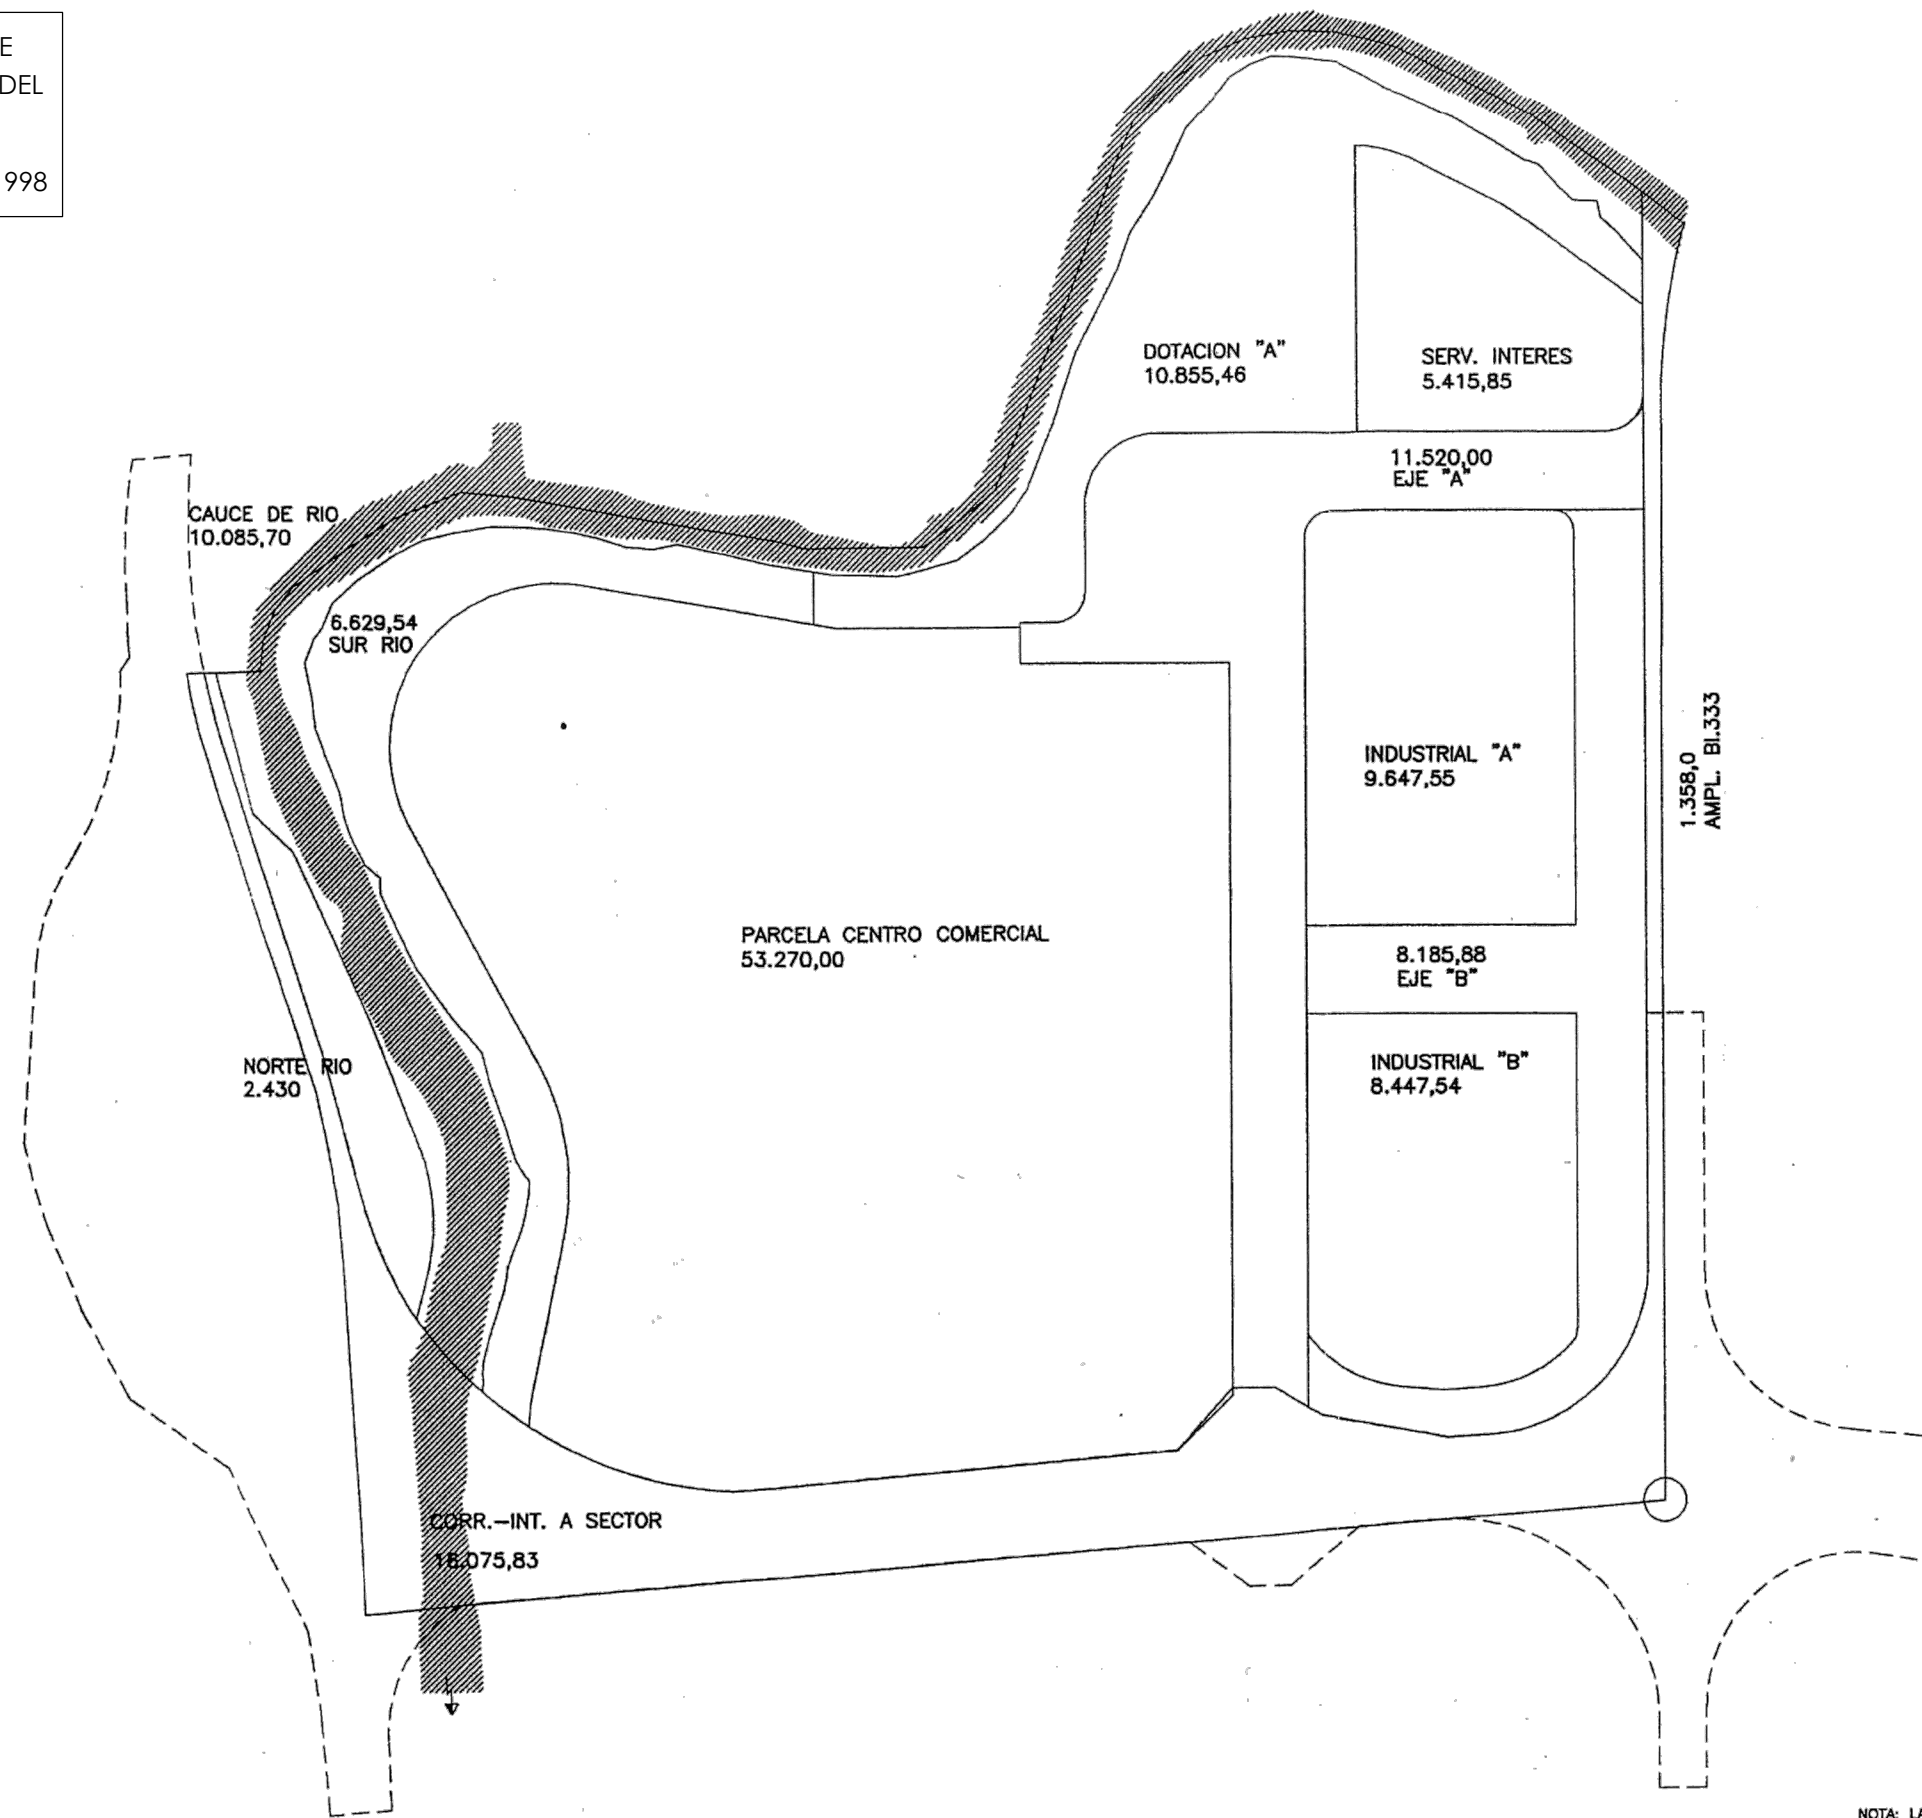 E
DEL
998
DOTACION "A"
10.855,46
SERV. INTERES
5.415,85
11.520,00
EJE "A"
CAUCE DE RIO
10.085,70
6.629,54
SUR RIO
INDUSTRIAL "A"
9.647,55
1.358,0
AMPL. BI.333
PARCELA CENTRO COMERCIAL
53.270,00
8.185,88
EJE "B"
NORTE RIO
2.430
INDUSTRIAL "B"
8.447,54
CORR.-INT. A SECTOR
NOTA: LA